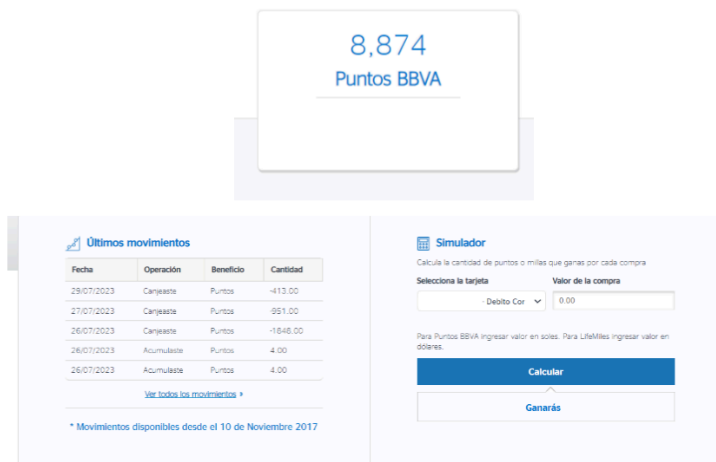 8,874
Puntos BBVA
Últimos movimientos
Fecha Operación Beneficio Cantidad
29/07/2023 Canjeaste Puntos -413.00
27/07/2023 Canjeaste Puntos -951.00
26/07/2023 Canjeaste Puntos -1646.00
26/07/2023 Acumulaste Puntos 4.00
26/07/2023 Acumulaste Puntos 4.00
Ver todos los movimientos
* Movimientos disponibles desde el 10 de Noviembre 2017
Simulador
Calcula la cantidad de puntos o millas que ganas por cada compra
Selecciona la tarjeta Valor de la compra
- Debito Cor 0.00
Para Puntos BBVA ingresar valor en soles. Para LifeMiles ingresar valor en
dólares.
Calcular
Ganarás